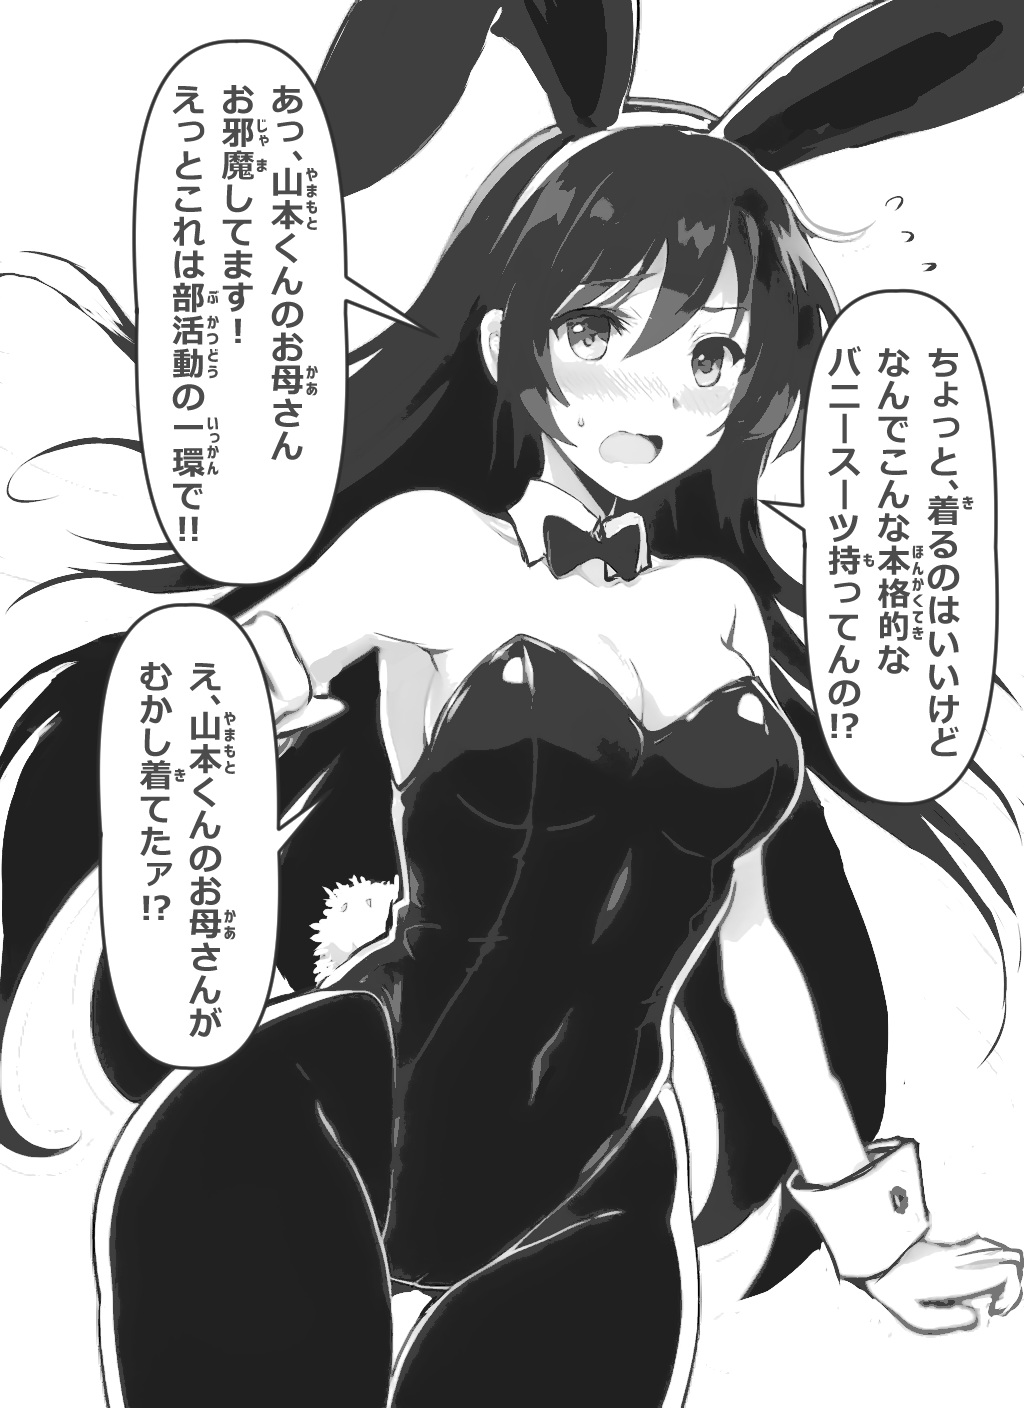 ちょっと、着るのはいいけど
なんでこんな本格的な
バニースーツ持ってんの!?
あっ、山本くんのお母さん
お邪魔してます!
えっとこれは部活動の一環で!!
え、山本くんのお母さんが
むかし着てたァ!?